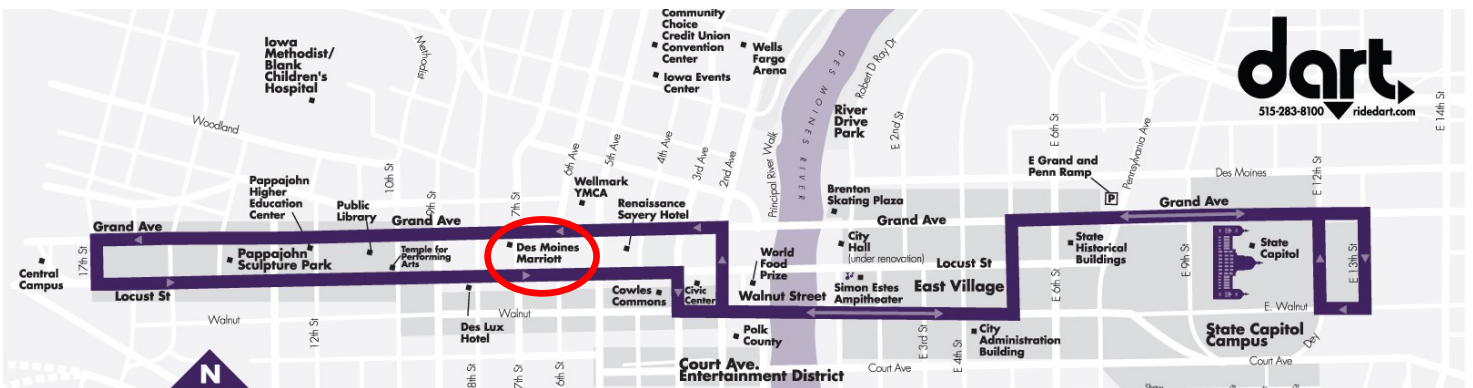 Iowa
Methodist/
Blank
Children's
Hospital
Methodist
Woodland
Community
Choice
Credit Union
Convention
Center
Iowa Events
Center
Wells
Fargo
Arena
DES MOINES RIVER
Robert D Ray Dr
River
Drive
Park
Principal River Walk
E 2nd St
E 6th St
Pennsylvania Ave
E Grand and
Penn Ramp
P
Des Moines
E 12th St
E 14th St
dart
515-283-8100
ridedart.com
10th St
9th St
7th St
6th Ave
5th Ave
4th Ave
3rd Ave
2nd Ave
Pappajohn
Higher
Education
Center
Public
Library
Grand Ave
Grand Ave
Wellmark
YMCA
Renaissance
Savery Hotel
Brenton
Skating Plaza
Grand Ave
Grand Ave
17th St
Central
Campus
Pappajohn
Sculpture Park
Temple for
Performing
Arts
Des Moines
Marriott
World
Food
Prize
City
Hall
(under renovation)
Locust St
East Village
Simon Estes
Ampitheater
State
Historical
Buildings
E 9th St
State
Capitol
E 13th St
Locust St
Walnut
12th St
Des Lux
Hotel
Walnut
8th St
7th St
6th St
Cowles
Commons
Civic
Center
Walnut Street
Polk
County
Court Ave.
Entertainment District
Court Ave
E 3rd St
E 4th St
City
Administration
Building
E 6th St
E. Walnut
State Capitol
Campus
Dey
Court Ave
N